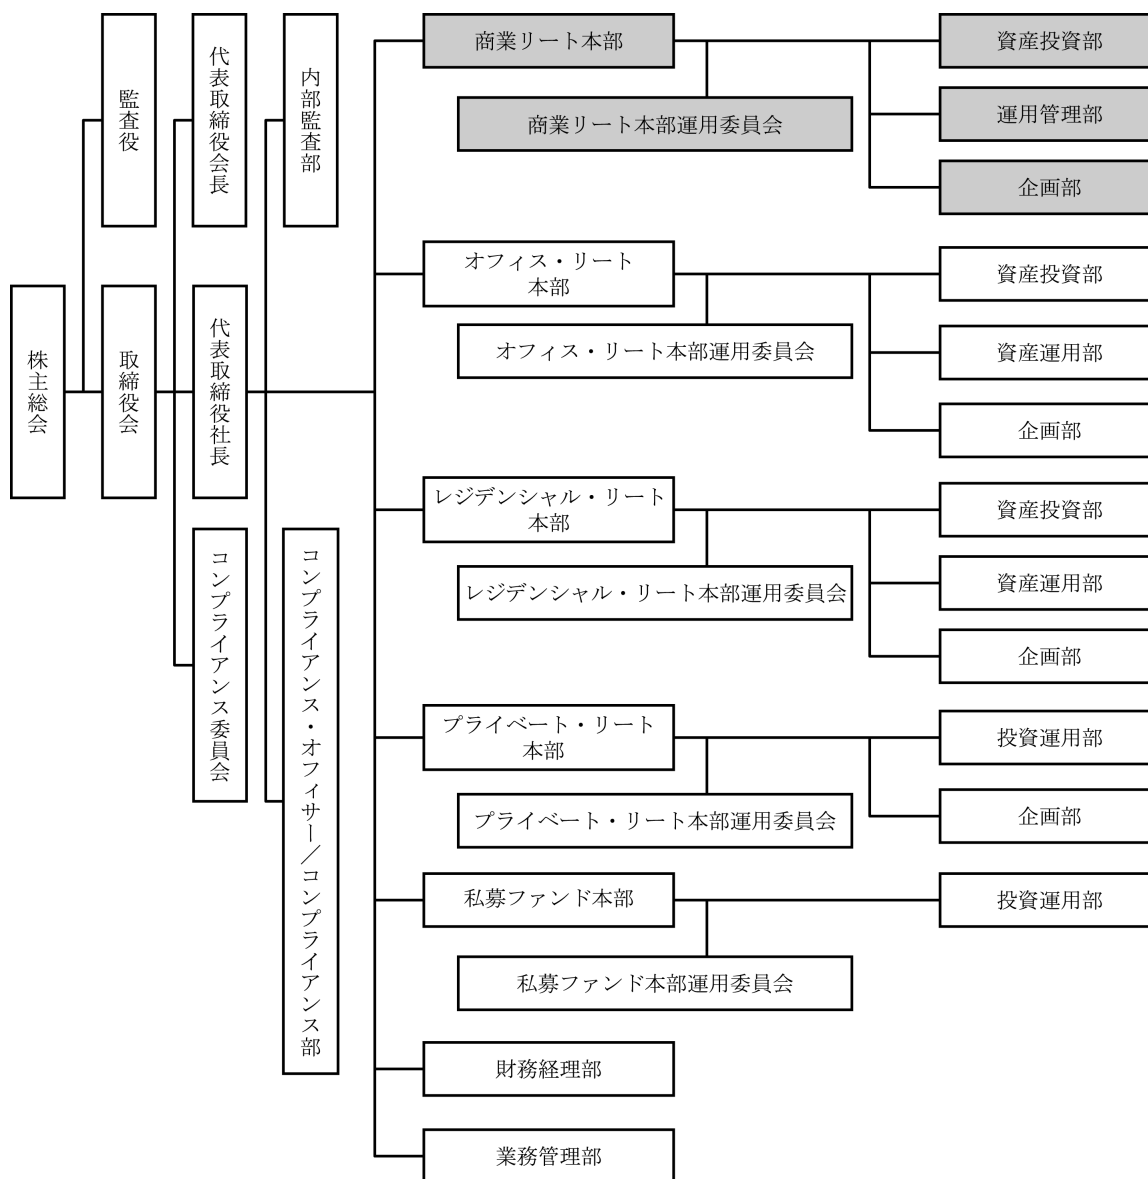 株主総会
監査役
取締役会
代表取締役会長
代表取締役社長
コンプライアンス委員会
内部監査部
コンプライアンス・オフィサー／コンプライアンス部
商業リート本部
商業リート本部運用委員会
資産投資部
運用管理部
企画部
オフィス・リート
本部
オフィス・リート本部運用委員会
資産投資部
資産運用部
企画部
レジデンシャル・リート
本部
レジデンシャル・リート本部運用委員会
資産投資部
資産運用部
企画部
プライベート・リート
本部
プライベート・リート本部運用委員会
投資運用部
企画部
私募ファンド本部
私募ファンド本部運用委員会
投資運用部
財務経理部
業務管理部